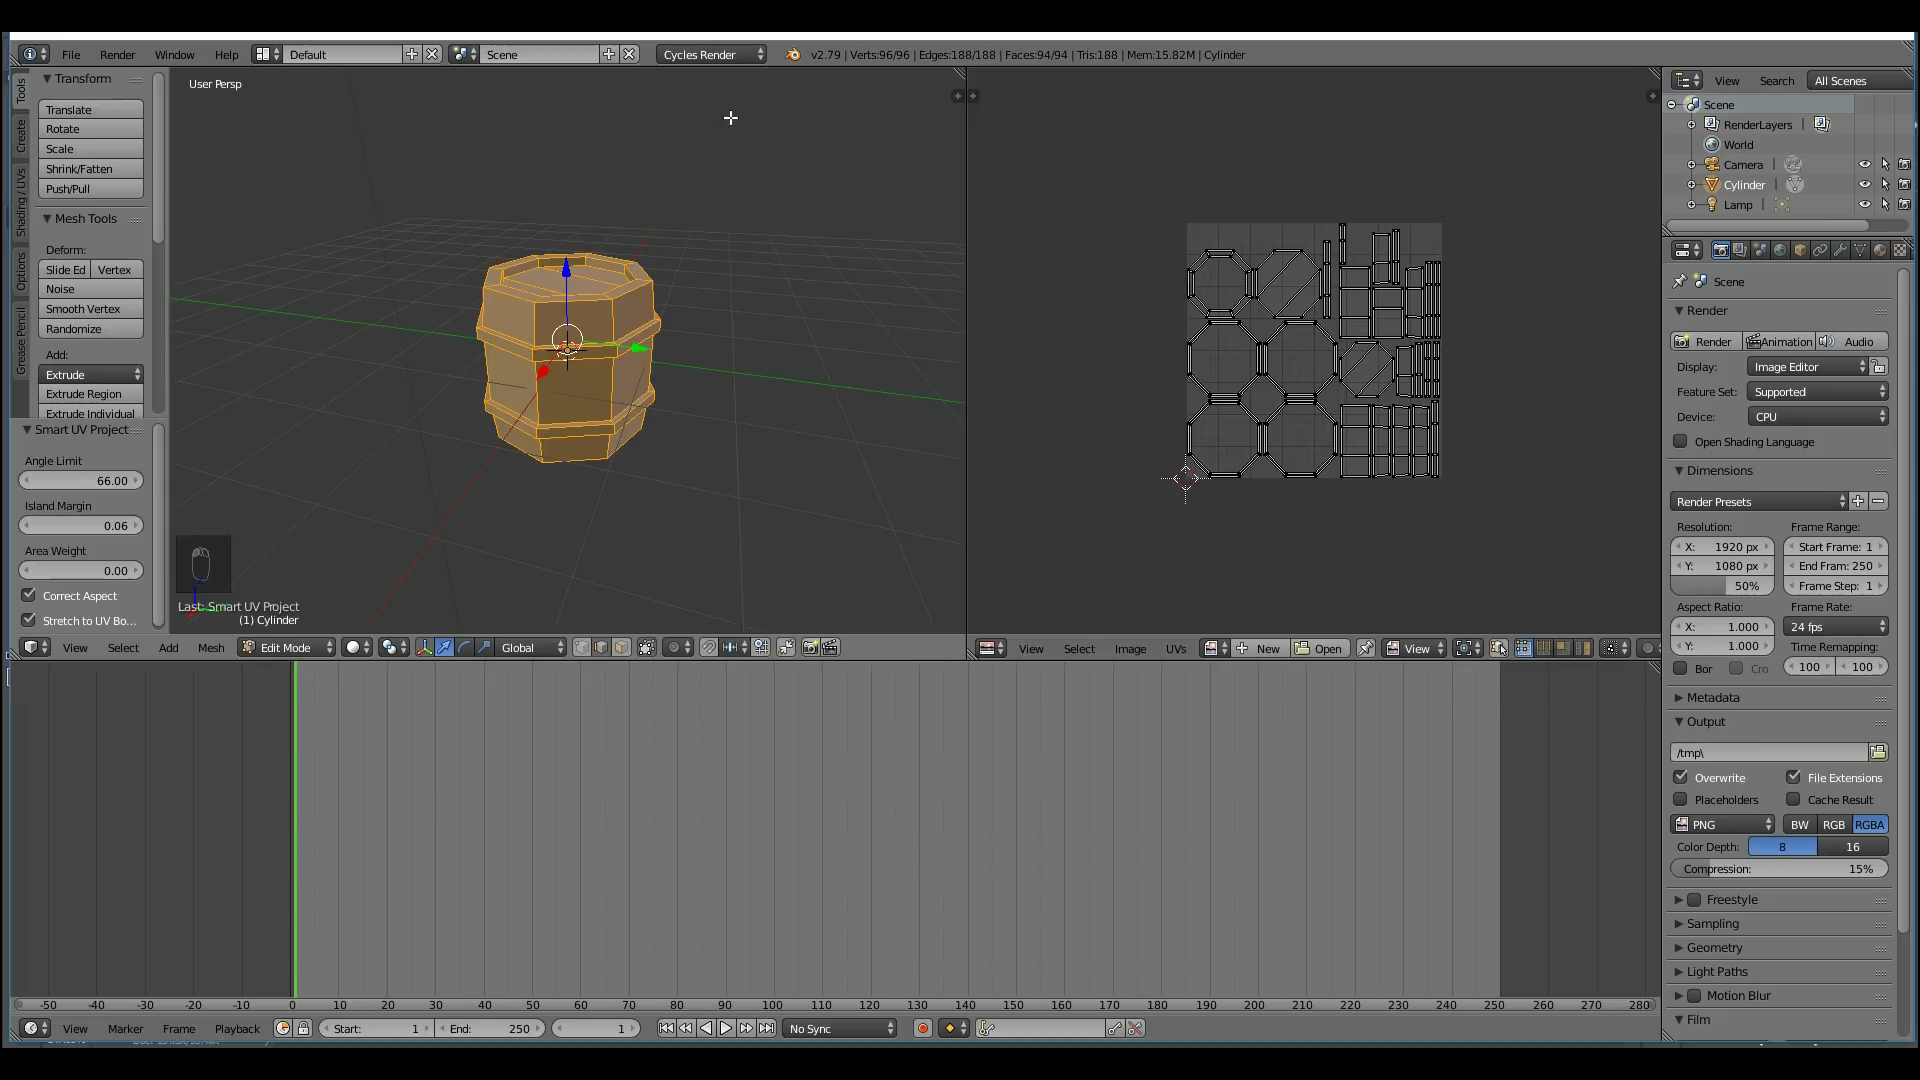 File Render Window Help Default Scene Cycles Render v2.79 | Verts:96/96 | Edges:188/188 | Faces:94/94 | Tris:188 | Mem:15.82M | Cylinder
Tools
Create
Shading / UVs
Options
Grease Pencil
Transform
Translate
Rotate
Scale
Shrink/Fatten
Push/Pull
Mesh Tools
Deform:
Slide Ed Vertex
Noise
Smooth Vertex
Randomize
Add:
Extrude
Extrude Region
Extrude Individual
Smart UV Project
Angle Limit
66.00
Island Margin
0.06
Area Weight
0.00
Correct Aspect
Stretch to UV Bo...
User Persp
Last: Smart UV Project
(1) Cylinder
View Select Add Mesh Edit Mode Global
View Select Image UVs New Open View
View Search All Scenes
Scene
RenderLayers |
World
Camera |
Cylinder |
Lamp |
Scene
Render
Render Animation Audio
Display: Image Editor
Feature Set: Supported
Device: CPU
Open Shading Language
Dimensions
Render Presets
Resolution: Frame Range:
X: 1920 px Start Frame: 1
Y: 1080 px End Fram: 250
50% Frame Step: 1
Aspect Ratio: Frame Rate:
X: 1.000 24 fps
Y: 1.000 Time Remapping:
Bor Cro 100 100
Metadata
Output
/tmp\
Overwrite File Extensions
Placeholders Cache Result
PNG BW RGB RGBA
Color Depth: 8 16
Compression: 15%
Freestyle
Sampling
Geometry
Light Paths
Motion Blur
Film
-50 -40 -30 -20 -10 0 10 20 30 40 50 60 70 80 90 100 110 120 130 140 150 160 170 180 190 200 210 220 230 240 250 260 270 280
View Marker Frame Playback Start: 1 End: 250 1 No Sync